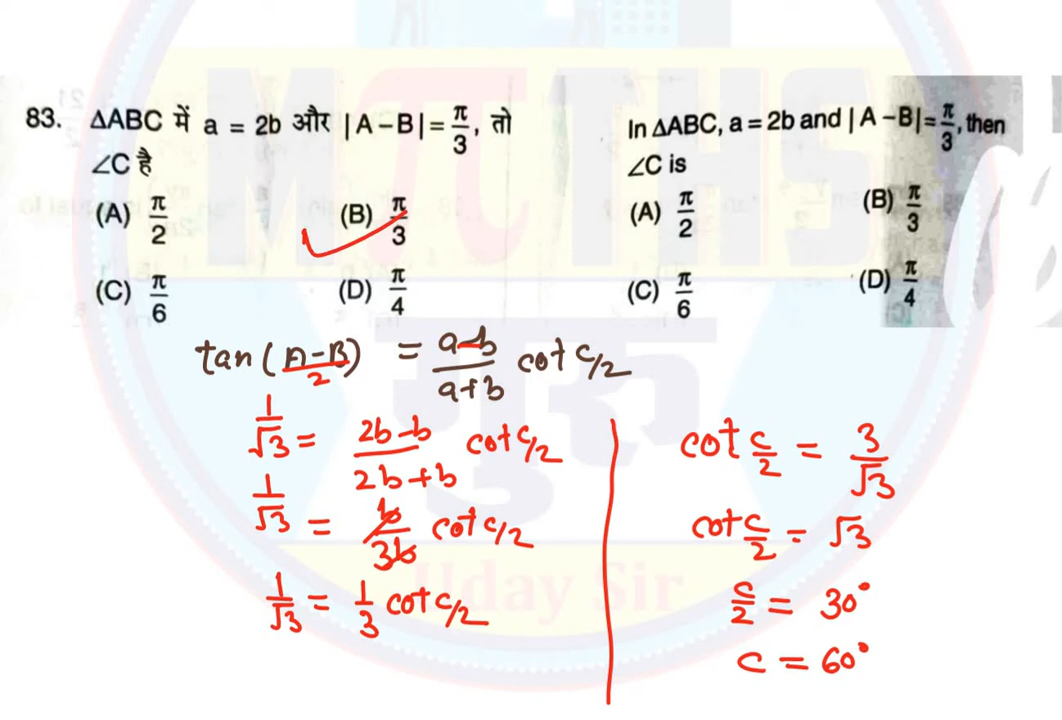 83. ΔABC में a = 2b और |A–B| = π/3, तो
∠C है
(A) π/2 (B) π/3
(C) π/6 (D) π/4
In ΔABC, a = 2b and |A–B| = π/3, then
∠C is
(A) π/2 (B) π/3
(C) π/6 (D) π/4
tan (A-B/2) = a-b/a+b cot C/2
1/√3 = 2b-b/2b+b cot C/2
1/√3 = b/3b cot C/2
1/√3 = 1/3 cot C/2
cot C/2 = 3/√3
cot C/2 = √3
C/2 = 30°
C = 60°
MπTHS
गुरु
Uday Sir